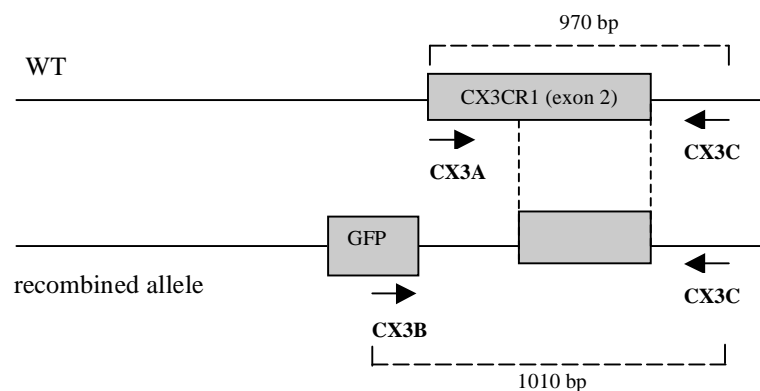 970 bp
WT
CX3CR1 (exon 2)
CX3A
CX3C
GFP
recombined allele
CX3C
CX3B
1010 bp